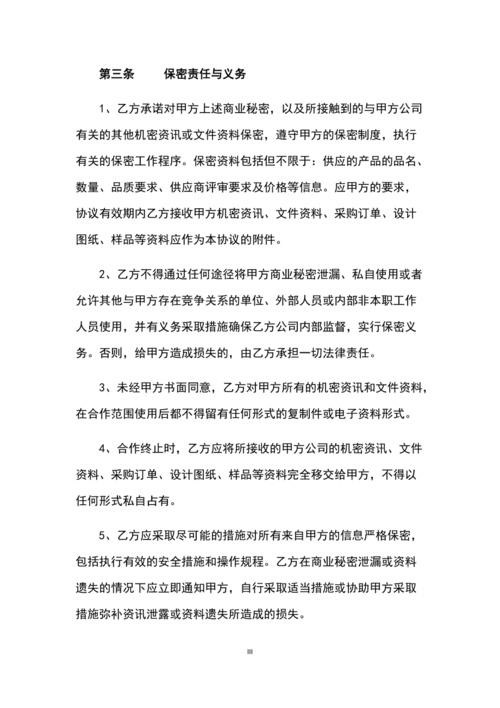 第三条 保密责任与义务
1、乙方承诺对甲方上述商业秘密，以及所接触到的与甲方公司
有关的其他机密资讯或文件资料保密，遵守甲方的保密制度，执行
有关的保密工作程序。保密资料包括但不限于：供应的产品的品名、
数量、品质要求、供应商评审要求及价格等信息。应甲方的要求，
协议有效期内乙方接收甲方机密资讯、文件资料、采购订单、设计
图纸、样品等资料应作为本协议的附件。
2、乙方不得通过任何途径将甲方商业秘密泄漏、私自使用或者
允许其他与甲方存在竞争关系的单位、外部人员或内部非本职工作
人员使用，并有义务采取措施确保乙方公司内部监督，实行保密义
务。否则，给甲方造成损失的，由乙方承担一切法律责任。
3、未经甲方书面同意，乙方对甲方所有的机密资讯和文件资料，
在合作范围使用后都不得留有任何形式的复制件或电子资料形式。
4、合作终止时，乙方应将所接收的甲方公司的机密资讯、文件
资料、采购订单、设计图纸、样品等资料完全移交给甲方，不得以
任何形式私自占有。
5、乙方应采取尽可能的措施对所有来自甲方的信息严格保密，
包括执行有效的安全措施和操作规程。乙方在商业秘密泄漏或资料
遗失的情况下应立即通知甲方，自行采取适当措施或协助甲方采取
措施弥补资讯泄露或资料遗失所造成的损失。